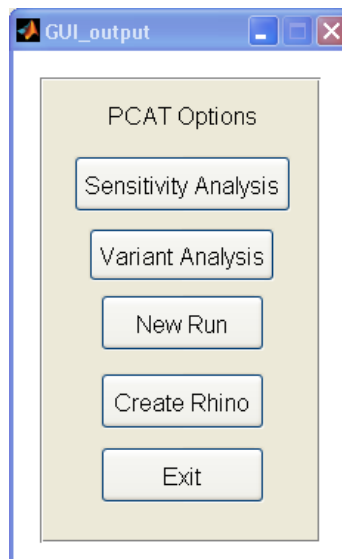 GUI_output
PCAT Options
Sensitivity Analysis
Variant Analysis
New Run
Create Rhino
Exit